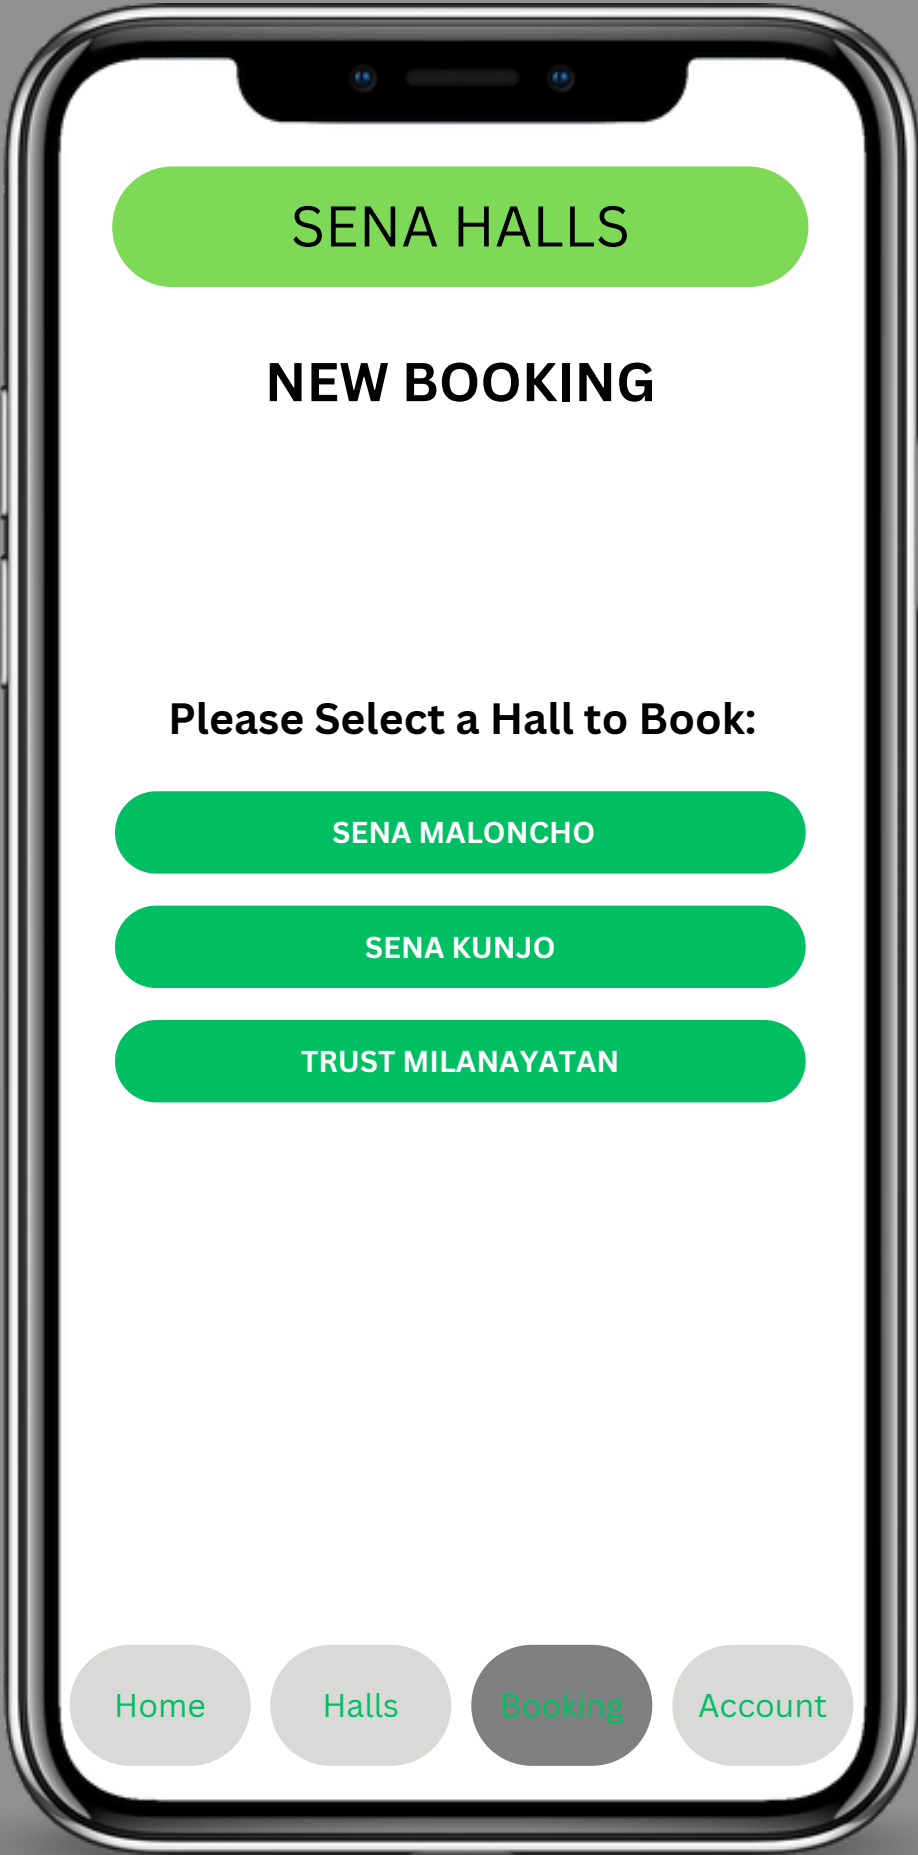 SENA HALLS
NEW BOOKING
Please Select a Hall to Book:
SENA MALONCHO
SENA KUNJO
TRUST MILANAYATAN
Home
Halls
Booking
Account